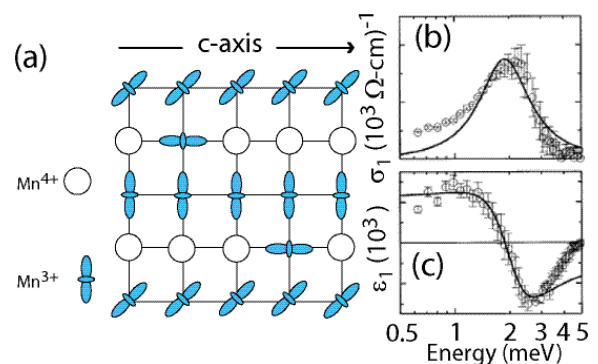 (a)
c-axis
Mn4+
Mn3+
(b)
σ₁ (10³ Ω-cm)⁻¹
(c)
ε₁ (10³)
0.5 1 2 3 4 5
Energy (meV)